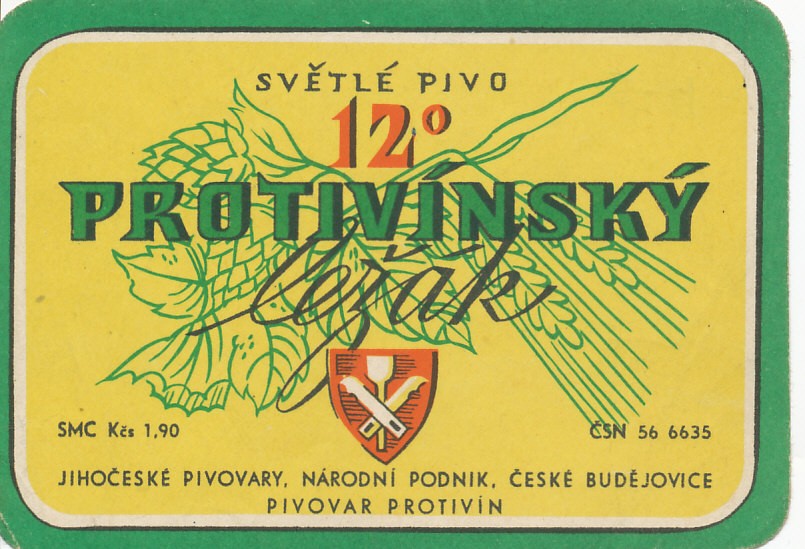 SVĚTLÉ PIVO
12°
PROTIVÍNSKÝ
ležák
SMC Kčs 1,90
ČSN 56 6635
JIHOČESKÉ PIVOVARY, NÁRODNÍ PODNIK, ČESKÉ BUDĚJOVICE
PIVOVAR PROTIVÍN